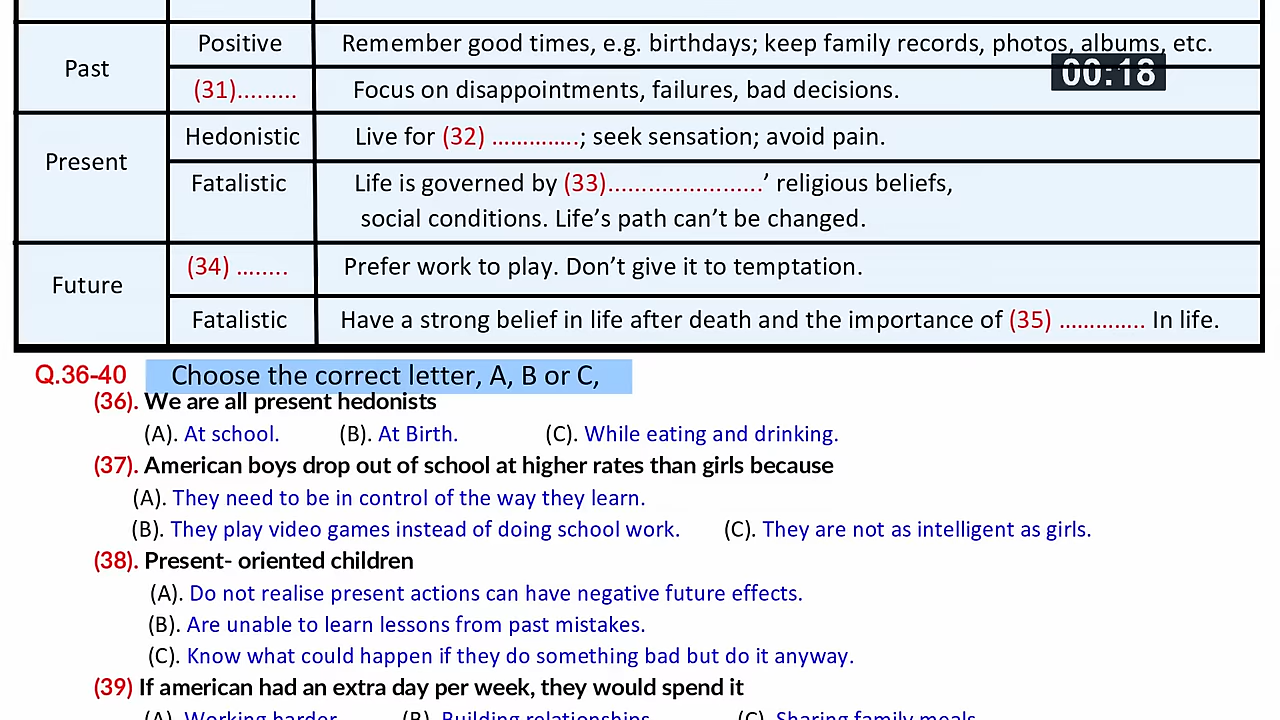 Past
Positive
Remember good times, e.g. birthdays; keep family records, photos, albums, etc.
00:18
(31).........
Focus on disappointments, failures, bad decisions.
Present
Hedonistic
Live for (32) .............; seek sensation; avoid pain.
Fatalistic
Life is governed by (33).......................’ religious beliefs,
social conditions. Life’s path can’t be changed.
Future
(34) ........
Prefer work to play. Don’t give it to temptation.
Fatalistic
Have a strong belief in life after death and the importance of (35) .............. In life.
Q.36-40 Choose the correct letter, A, B or C,
(36). We are all present hedonists
(A). At school. (B). At Birth. (C). While eating and drinking.
(37). American boys drop out of school at higher rates than girls because
(A). They need to be in control of the way they learn.
(B). They play video games instead of doing school work. (C). They are not as intelligent as girls.
(38). Present- oriented children
(A). Do not realise present actions can have negative future effects.
(B). Are unable to learn lessons from past mistakes.
(C). Know what could happen if they do something bad but do it anyway.
(39) If american had an extra day per week, they would spend it
(A). Working harder. (B). Building relationships. (C). Sharing family meals.